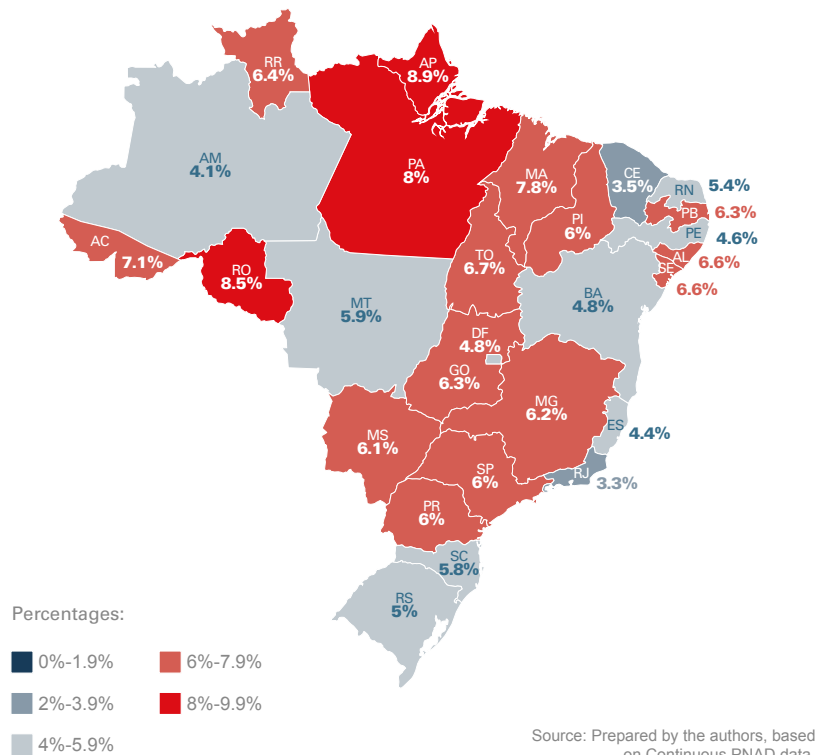 RR
6.4%
AP
8.9%
AM
4.1%
PA
8%
MA
7.8%
CE
3.5%
RN
5.4%
PB
6.3%
PI
6%
PE
4.6%
AC
7.1%
RO
8.5%
TO
6.7%
AL
6.6%
SE
6.6%
MT
5.9%
BA
4.8%
DF
4.8%
GO
6.3%
MG
6.2%
ES
4.4%
MS
6.1%
SP
6%
RJ
3.3%
PR
6%
SC
5.8%
RS
5%
Percentages:
0%-1.9%
2%-3.9%
4%-5.9%
6%-7.9%
8%-9.9%
Source: Prepared by the authors, based
on Continuous PNAD data.